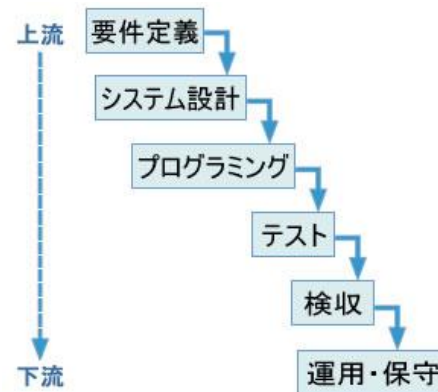 上流
要件定義
システム設計
プログラミング
テスト
検収
運用・保守
下流